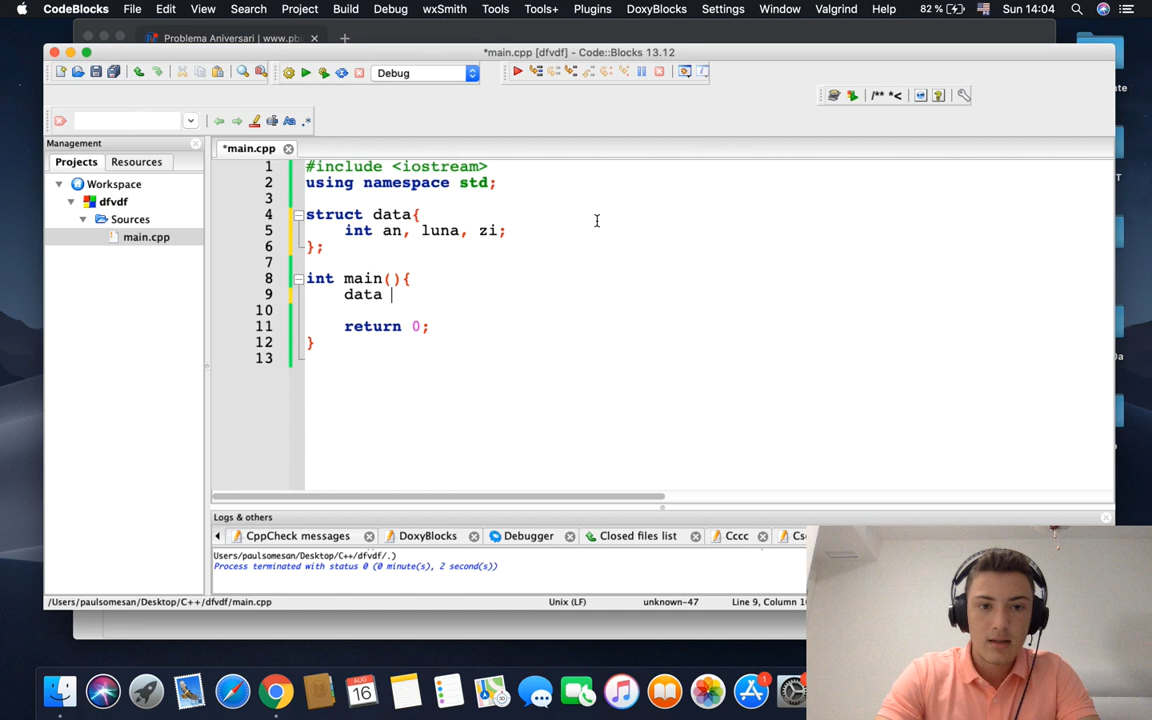 CodeBlocks File Edit View Search Project Build Debug wxSmith Tools Tools+ Plugins DoxyBlocks Settings Window Valgrind Help 82% Sun 14:04
Problema Aniversari | www.pbi
*main.cpp [dfvdf] - Code::Blocks 13.12
Debug
/** *<
Management
Projects Resources
Workspace
dfvdf
Sources
main.cpp
*main.cpp
1 #include <iostream>
2 using namespace std;
3
4 struct data{
5 int an, luna, zi;
6 };
7
8 int main(){
9 data
10
11 return 0;
12 }
13
Logs & others
CppCheck messages DoxyBlocks Debugger Closed files list Cccc
Users/paulsomesan/Desktop/C++/dfvdf/.)
Process terminated with status 0 (0 minute(s), 2 second(s))
/Users/paulsomesan/Desktop/C++/dfvdf/main.cpp Unix (LF) unknown-47 Line 9, Column
AUG
16
1